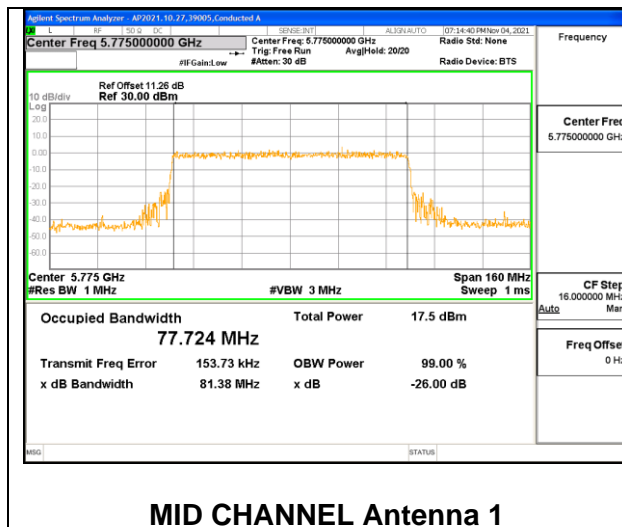 Agilent Spectrum Analyzer - AP2021.10.27,39005,Conducted A
L RF 50 Ω DC SENSE:INT ALIGN AUTO 07:14:40 PM Nov 04, 2021
Center Freq 5.775000000 GHz Center Freq: 5.775000000 GHz Radio Std: None
Trig: Free Run Avg|Hold: 20/20
#IFGain:Low #Atten: 30 dB Radio Device: BTS
Frequency
Ref Offset 11.26 dB
10 dB/div Ref 30.00 dBm
Log
20.0
10.0
0.00
-10.0
-20.0
-30.0
-40.0
-50.0
-60.0
Center Freq
5.775000000 GHz
Center 5.775 GHz Span 160 MHz
#Res BW 1 MHz #VBW 3 MHz Sweep 1 ms
CF Step
16.000000 MHz
Auto Man
Occupied Bandwidth Total Power 17.5 dBm
77.724 MHz
Transmit Freq Error 153.73 kHz OBW Power 99.00 %
x dB Bandwidth 81.38 MHz x dB -26.00 dB
Freq Offset
0 Hz
MSG STATUS
MID CHANNEL Antenna 1